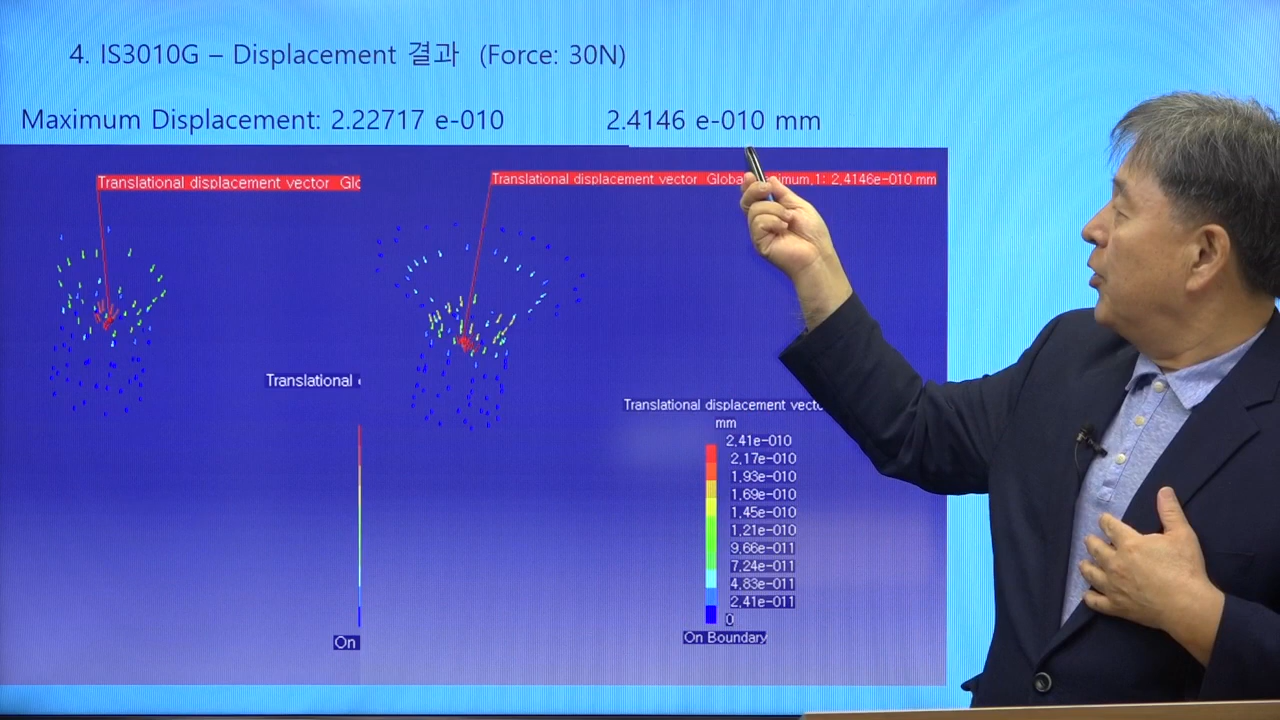 4. IS3010G – Displacement 결과 (Force: 30N)
Maximum Displacement: 2.22717 e-010
2.4146 e-010 mm
Translational displacement vector Glo
Translational displacement vector Global
1: 2.4146e-010 mm
Translational
Translational displacement vecto
mm
2.41e-010
2.17e-010
1.93e-010
1.69e-010
1.45e-010
1.21e-010
9.66e-011
7.24e-011
4.83e-011
2.41e-011
0
On
On Boundary